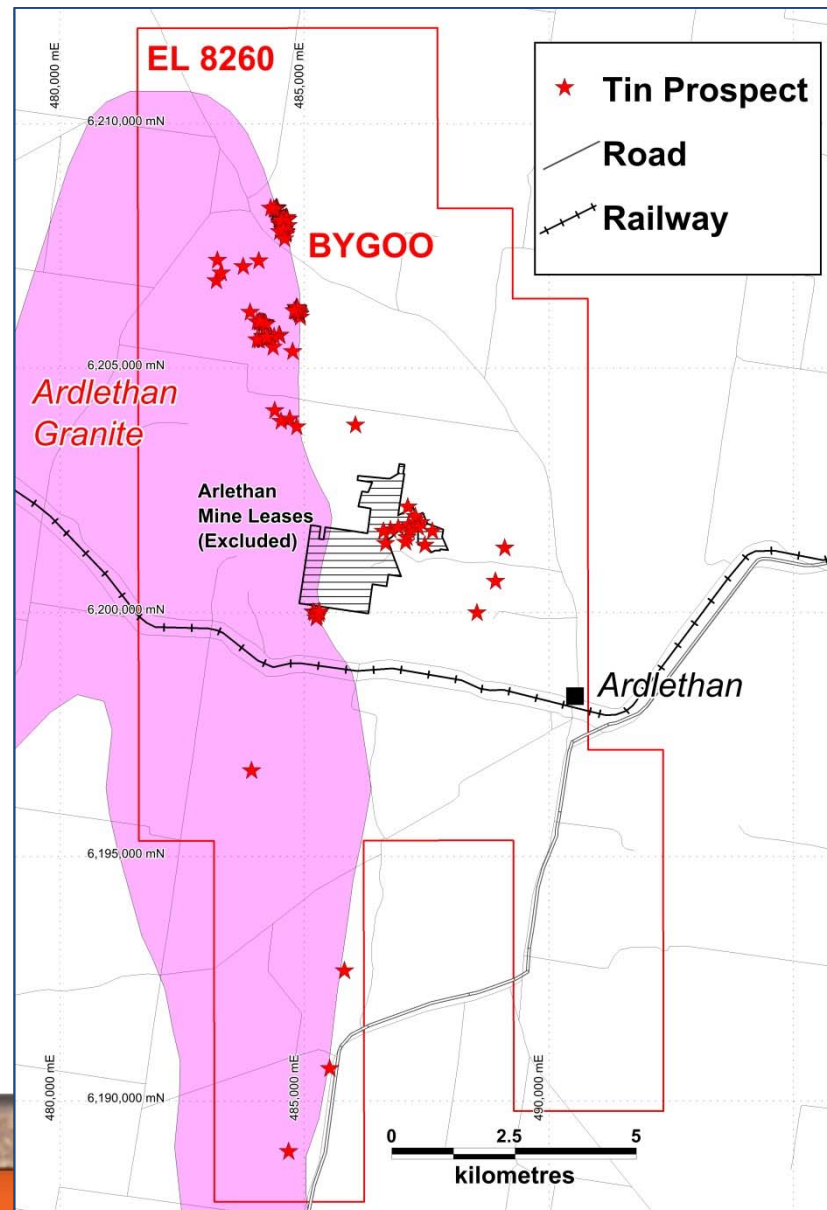 EL 8260
480,000 mE
485,000 mE
Tin Prospect
Road
Railway
6,210,000 mN
BYGOO
6,205,000 mN
Ardlethan
Granite
Arlethan
Mine Leases
(Excluded)
6,200,000 mN
Ardlethan
6,195,000 mN
480,000 mE
485,000 mE
490,000 mE
6,190,000 mN
0 2.5 5
kilometres